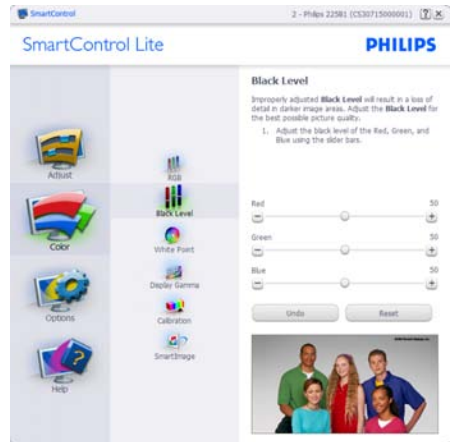 SmartControl
2 - Philips 225B1 (CS30715000001)
SmartControl Lite
PHILIPS
Adjust
Color
Options
Help
RGB
Black Level
White Point
Display Gamma
Calibration
SmartImage
Black Level
Improperly adjusted Black Level will result in a loss of
detail in darker image areas. Adjust the Black Level for
the best possible picture quality.
1. Adjust the black level of the Red, Green, and
Blue using the slider bars.
Red 50
Green 50
Blue 50
Undo Reset